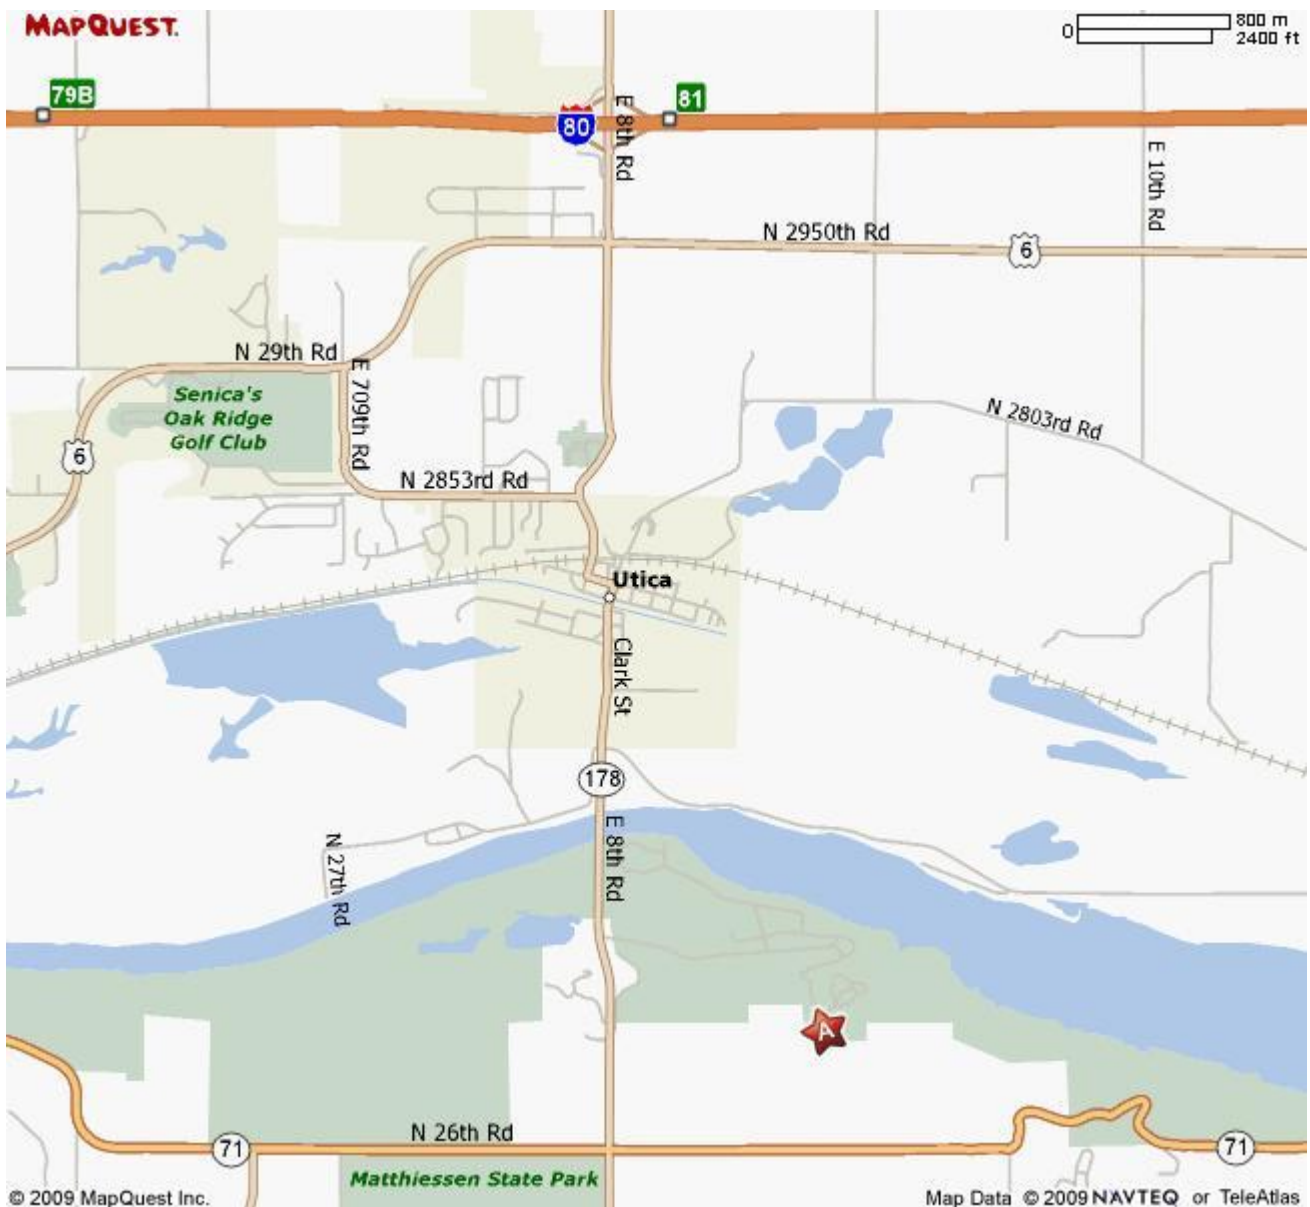 MAPQUEST.
0
800 m
2400 ft
79B
80
E 8th Rd
81
E 10th Rd
N 2950th Rd
6
N 29th Rd
E 709th Rd
Senica's
Oak Ridge
Golf Club
6
N 2853rd Rd
N 2803rd Rd
Utica
Clark St
178
E 8th Rd
N 27th Rd
A
N 26th Rd
71
71
Matthiessen State Park
© 2009 MapQuest Inc.
Map Data © 2009 NAVTEQ or TeleAtlas